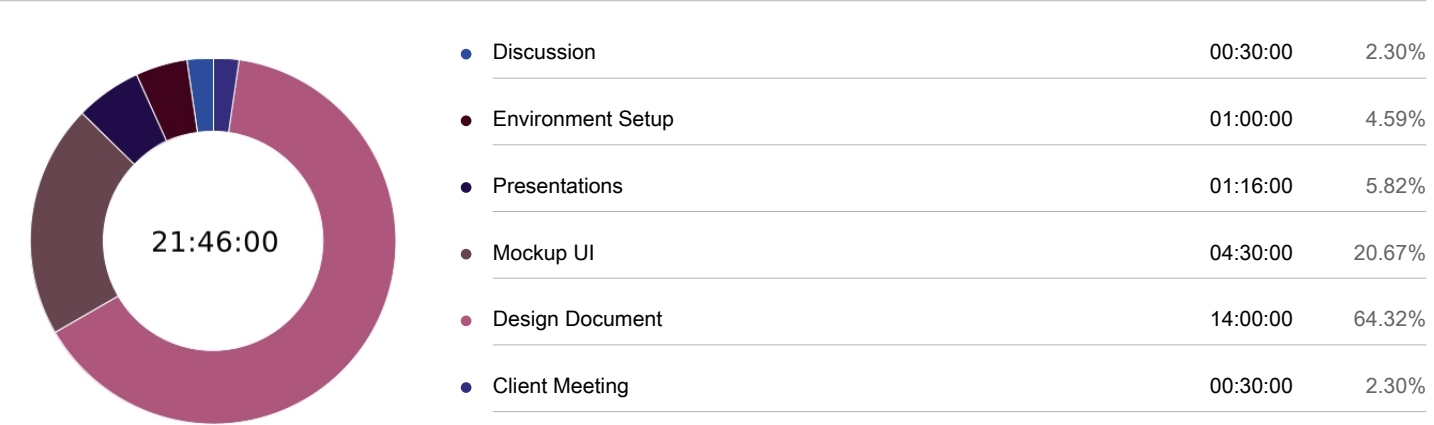 Discussion 00:30:00 2.30%
Environment Setup 01:00:00 4.59%
Presentations 01:16:00 5.82%
21:46:00
Mockup UI 04:30:00 20.67%
Design Document 14:00:00 64.32%
Client Meeting 00:30:00 2.30%